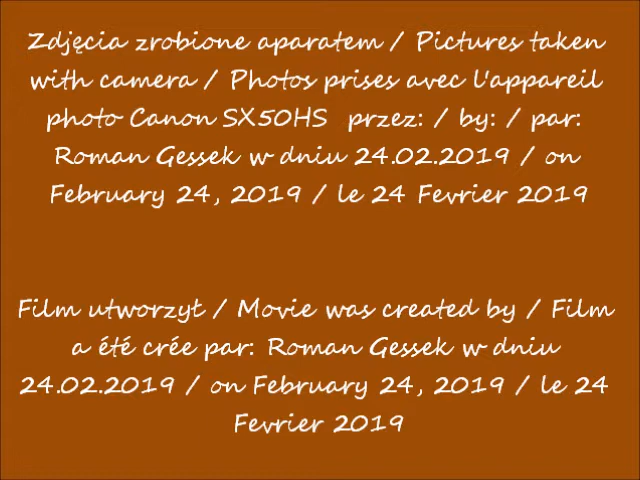 Zdjęcia zrobione aparatem / Pictures taken
with camera / Photos prises avec l'appareil
photo Canon SX50HS przez: / by: / par:
Roman Gessek w dniu 24.02.2019 / on
February 24, 2019 / le 24 Fevrier 2019
Film utworzył / Movie was created by / Film
a été crée par: Roman Gessek w dniu
24.02.2019 / on February 24, 2019 / le 24
Fevrier 2019